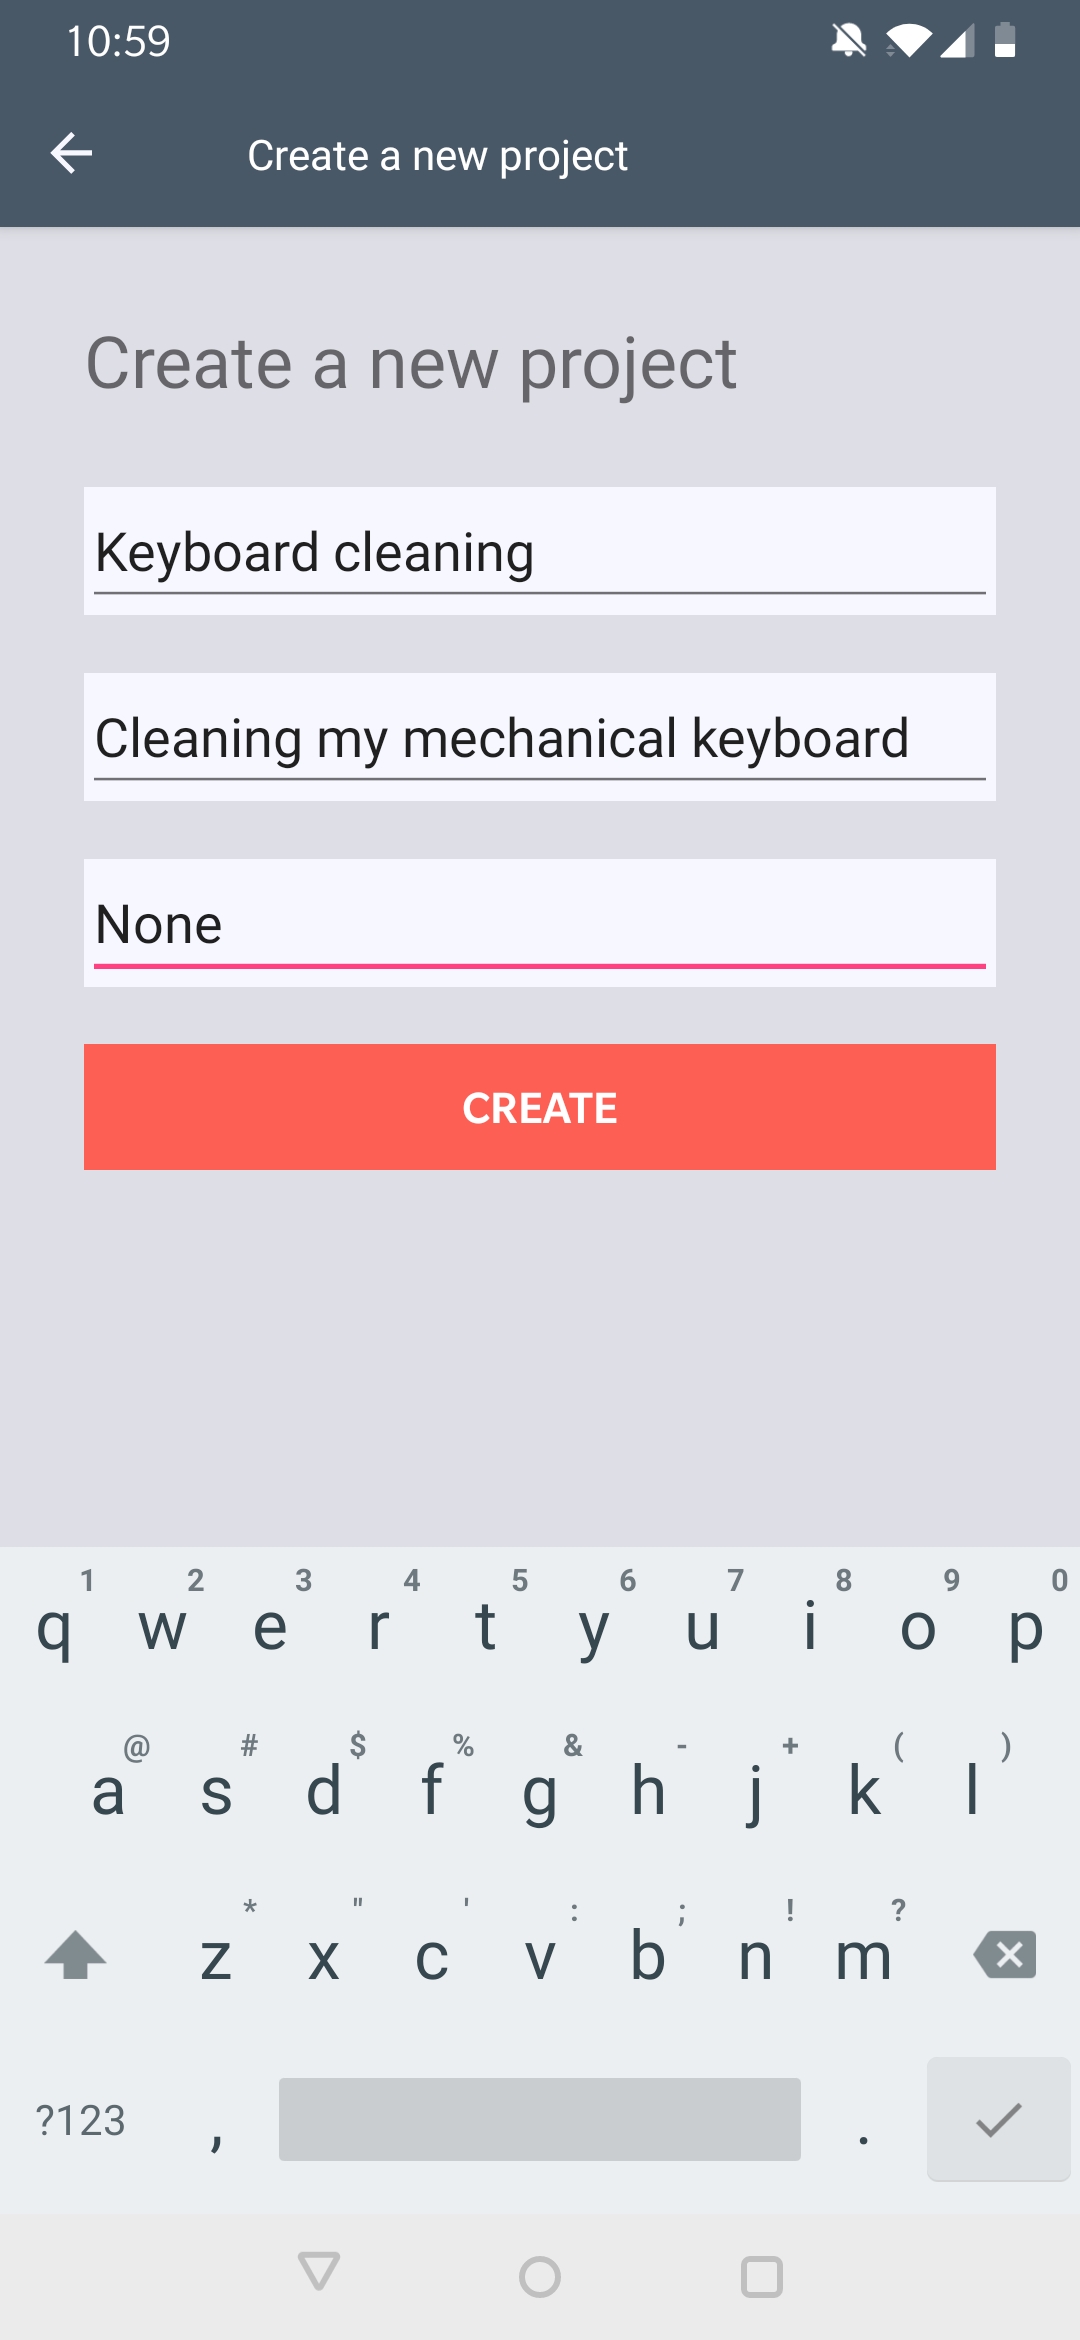 10:59
Create a new project
Create a new project
Keyboard cleaning
Cleaning my mechanical keyboard
None
CREATE
1 2 3 4 5 6 7 8 9 0
q w e r t y u i o p
@ # $ % & - + ( )
a s d f g h j k l
* " ' : ; ! ?
z x c v b n m
?123 , .